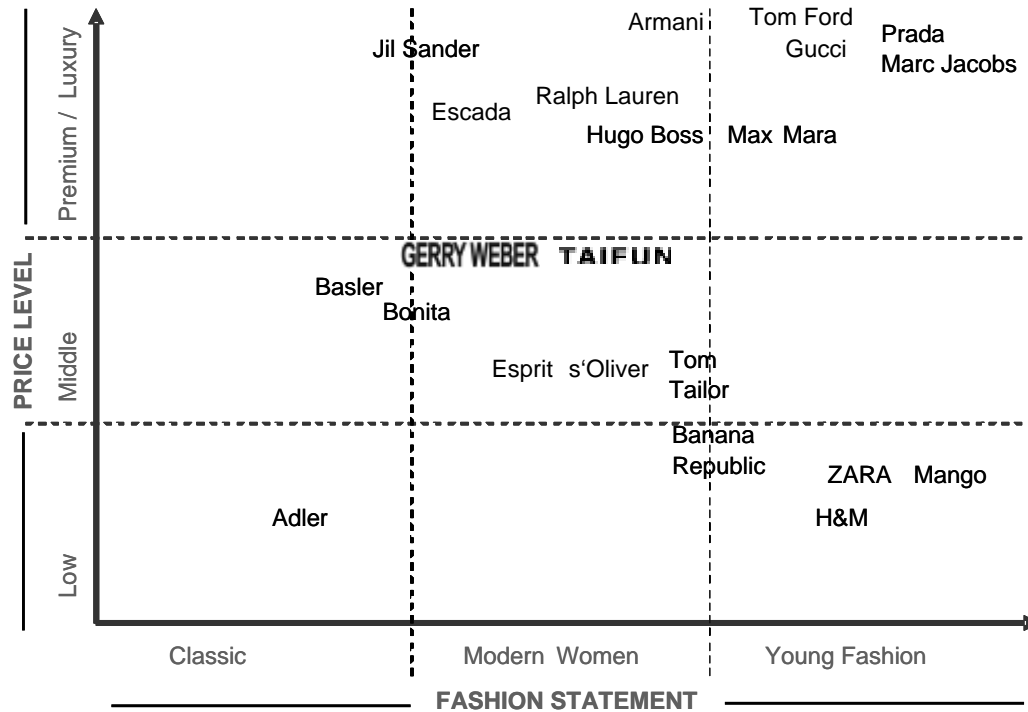 Armani
Tom Ford
Prada
Jil Sander
Gucci
Marc Jacobs
Ralph Lauren
Escada
Hugo Boss
Max Mara
Premium / Luxury
GERRY WEBER
TAIFUN
Basler
Bonita
PRICE LEVEL
Middle
Esprit
s‘Oliver
Tom
Tailor
Banana
Republic
ZARA
Mango
Adler
H&M
Low
Classic
Modern Women
Young Fashion
FASHION STATEMENT